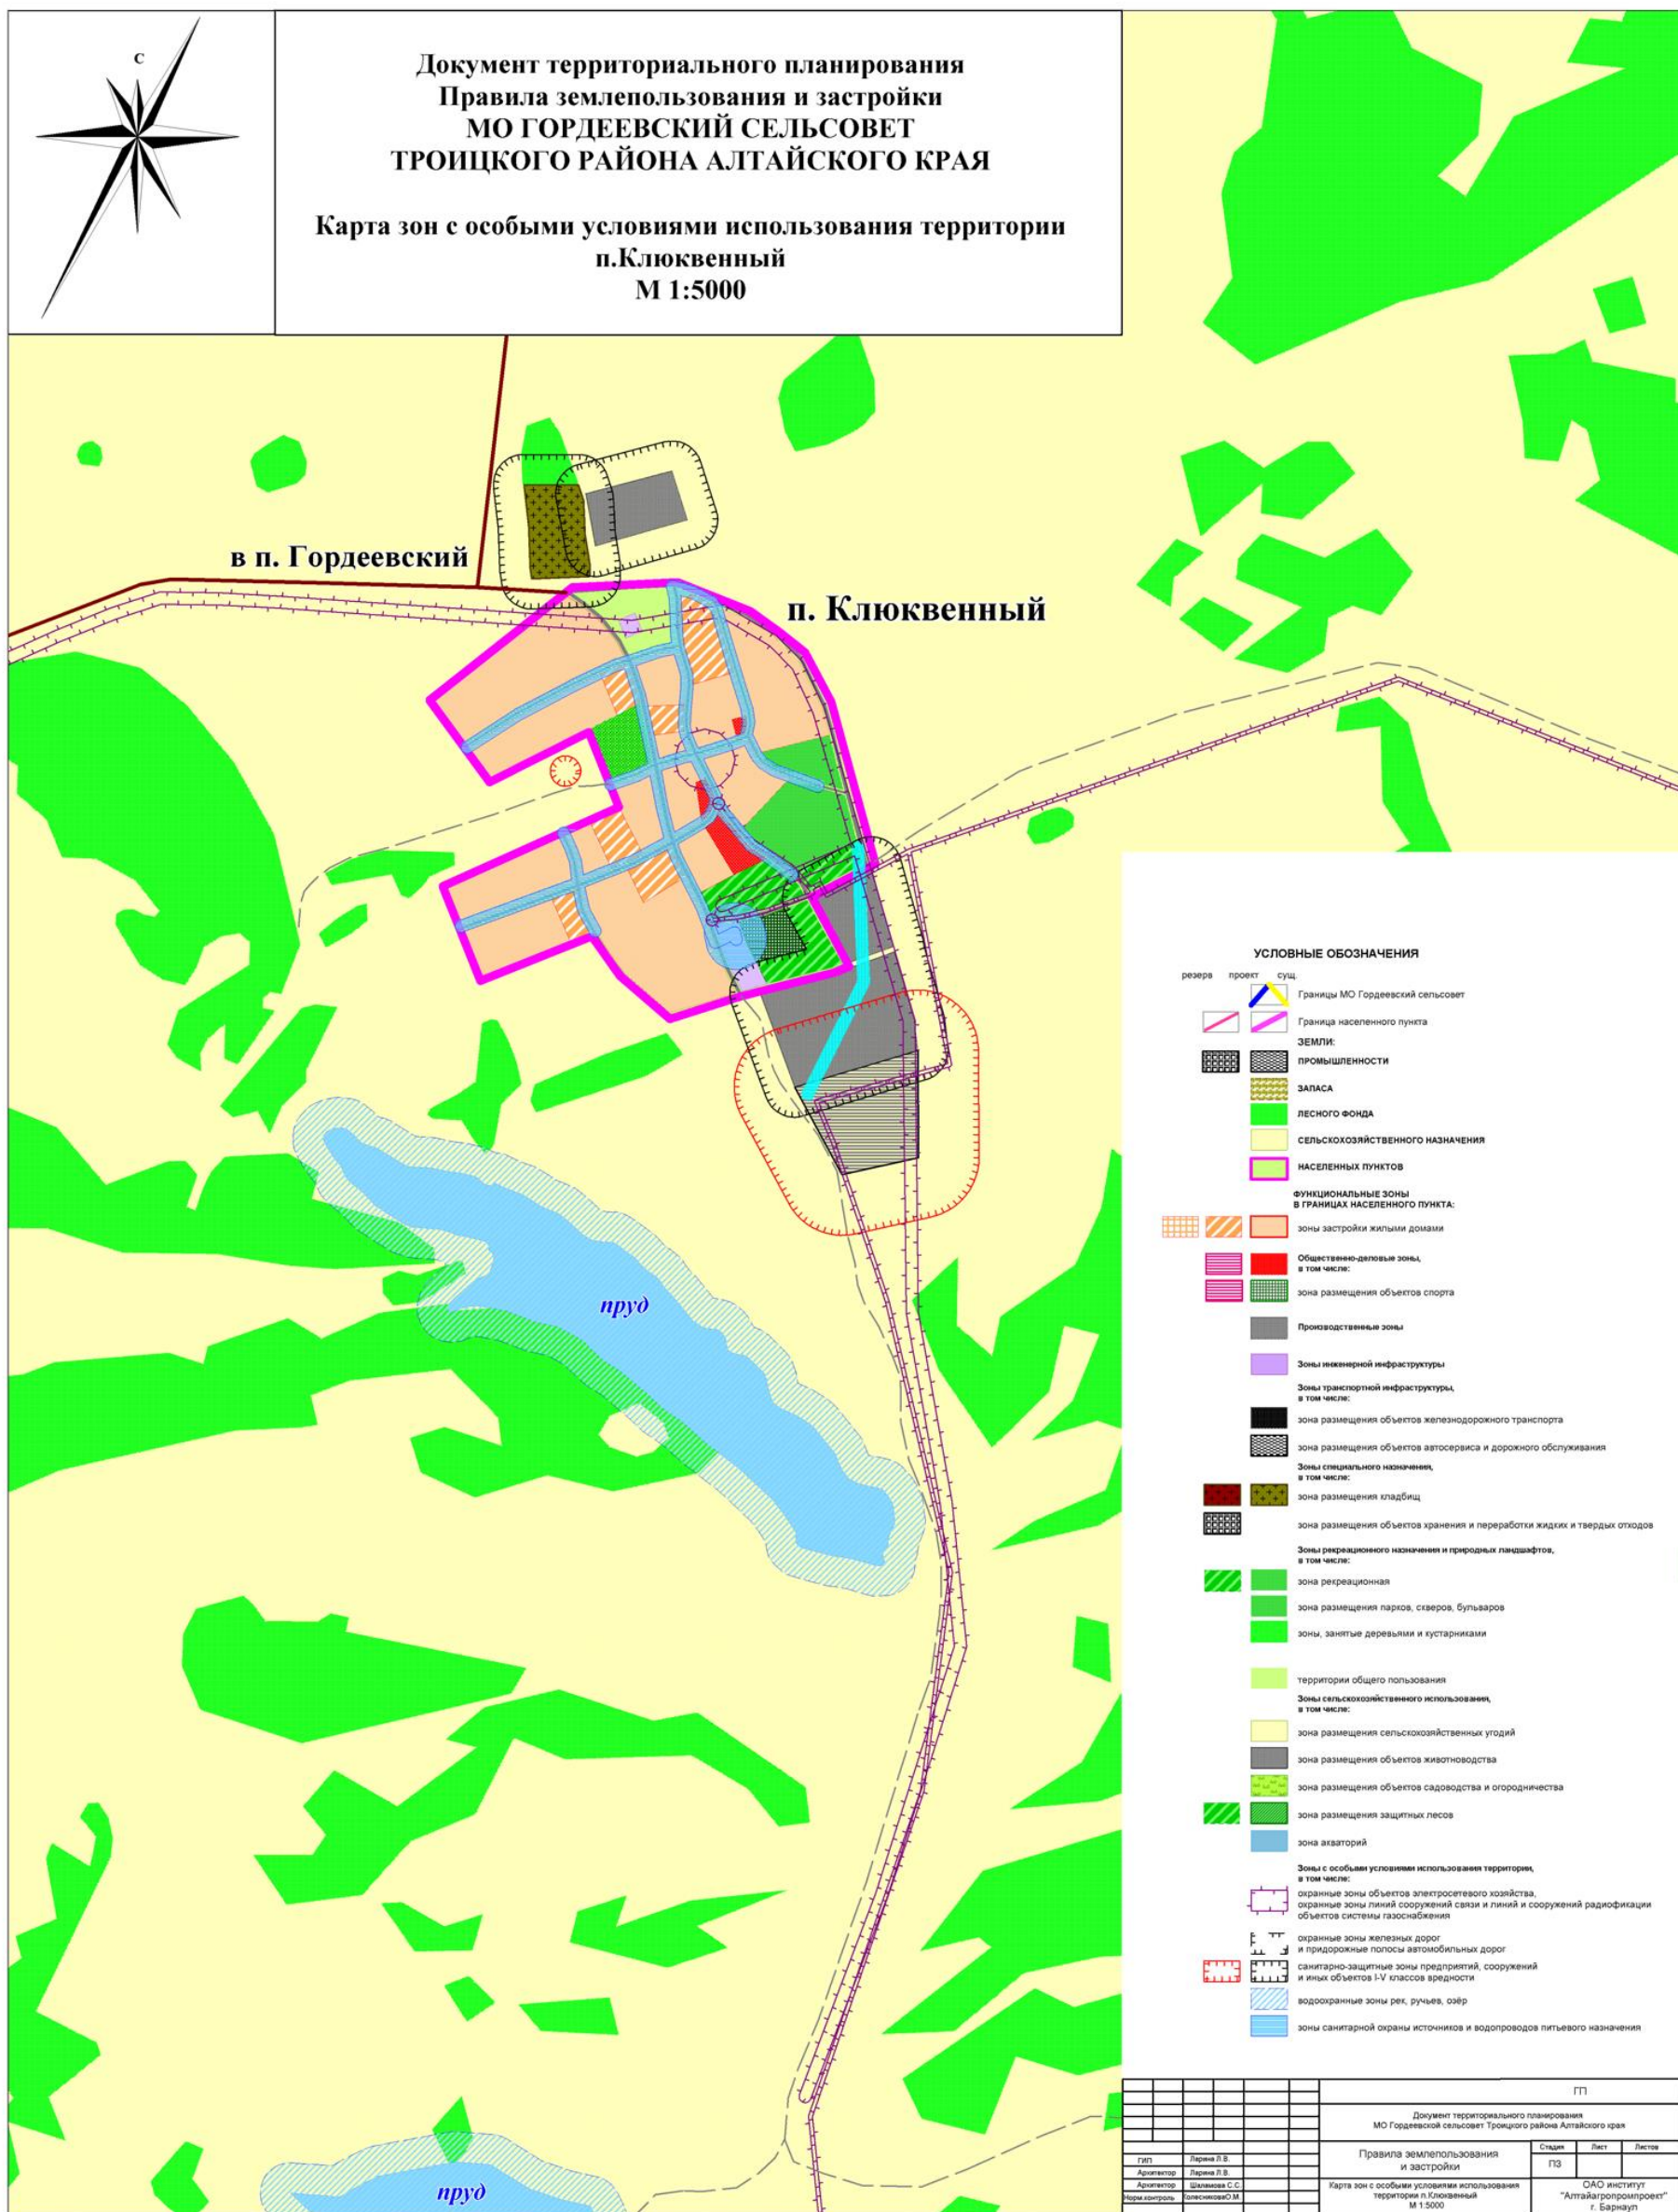 С
Документ территориального планирования
Правила землепользования и застройки
МО ГОРДЕЕВСКИЙ СЕЛЬСОВЕТ
ТРОИЦКОГО РАЙОНА АЛТАЙСКОГО КРАЯ
Карта зон с особыми условиями использования территории
п.Клюквенный
М 1:5000
в п. Гордеевский
п. Клюквенный
пруд
пруд
УСЛОВНЫЕ ОБОЗНАЧЕНИЯ
резерв проект сущ.
Границы МО Гордеевский сельсовет
Граница населенного пункта
ЗЕМЛИ:
ПРОМЫШЛЕННОСТИ
ЗАПАСА
ЛЕСНОГО ФОНДА
СЕЛЬСКОХОЗЯЙСТВЕННОГО НАЗНАЧЕНИЯ
НАСЕЛЕННЫХ ПУНКТОВ
ФУНКЦИОНАЛЬНЫЕ ЗОНЫ
В ГРАНИЦАХ НАСЕЛЕННОГО ПУНКТА:
зоны застройки жилыми домами
Общественно-деловые зоны,
в том числе:
зона размещения объектов спорта
Производственные зоны
Зоны инженерной инфраструктуры
Зоны транспортной инфраструктуры,
в том числе:
зона размещения объектов железнодорожного транспорта
зона размещения объектов автосервиса и дорожного обслуживания
Зоны специального назначения,
в том числе:
зона размещения кладбищ
зона размещения объектов хранения и переработки жидких и твердых отходов
Зоны рекреационного назначения и природных ландшафтов,
в том числе:
зона рекреационная
зона размещения парков, скверов, бульваров
зоны, занятые деревьями и кустарниками
территории общего пользования
Зоны сельскохозяйственного использования,
в том числе:
зона размещения сельскохозяйственных угодий
зона размещения объектов животноводства
зона размещения объектов садоводства и огородничества
зона размещения защитных лесов
зона акваторий
Зоны с особыми условиями использования территории,
в том числе:
охранные зоны объектов электросетевого хозяйства,
охранные зоны линий сооружений связи и линий и сооружений радиофикации
объектов системы газоснабжения
охранные зоны железных дорог
и придорожные полосы автомобильных дорог
санитарно-защитные зоны предприятий, сооружений
и иных объектов I-V классов вредности
водоохранные зоны рек, ручьев, озёр
зоны санитарной охраны источников и водопроводов питьевого назначения
ГП
Документ территориального планирования
МО Гордеевской сельсовет Троицкого района Алтайского края
Правила землепользования
и застройки
Стадия Лист Листов
ПЗ
ГИП Ларина Л.В.
Архитектор Ларина Л.В.
Архитектор Шаламова С.С.
Норм.контроль КолесниковаО.М.
Карта зон с особыми условиями использования
территории п.Клюквенный
М 1:5000
ОАО институт
"Алтайагропромпроект"
г. Барнаул